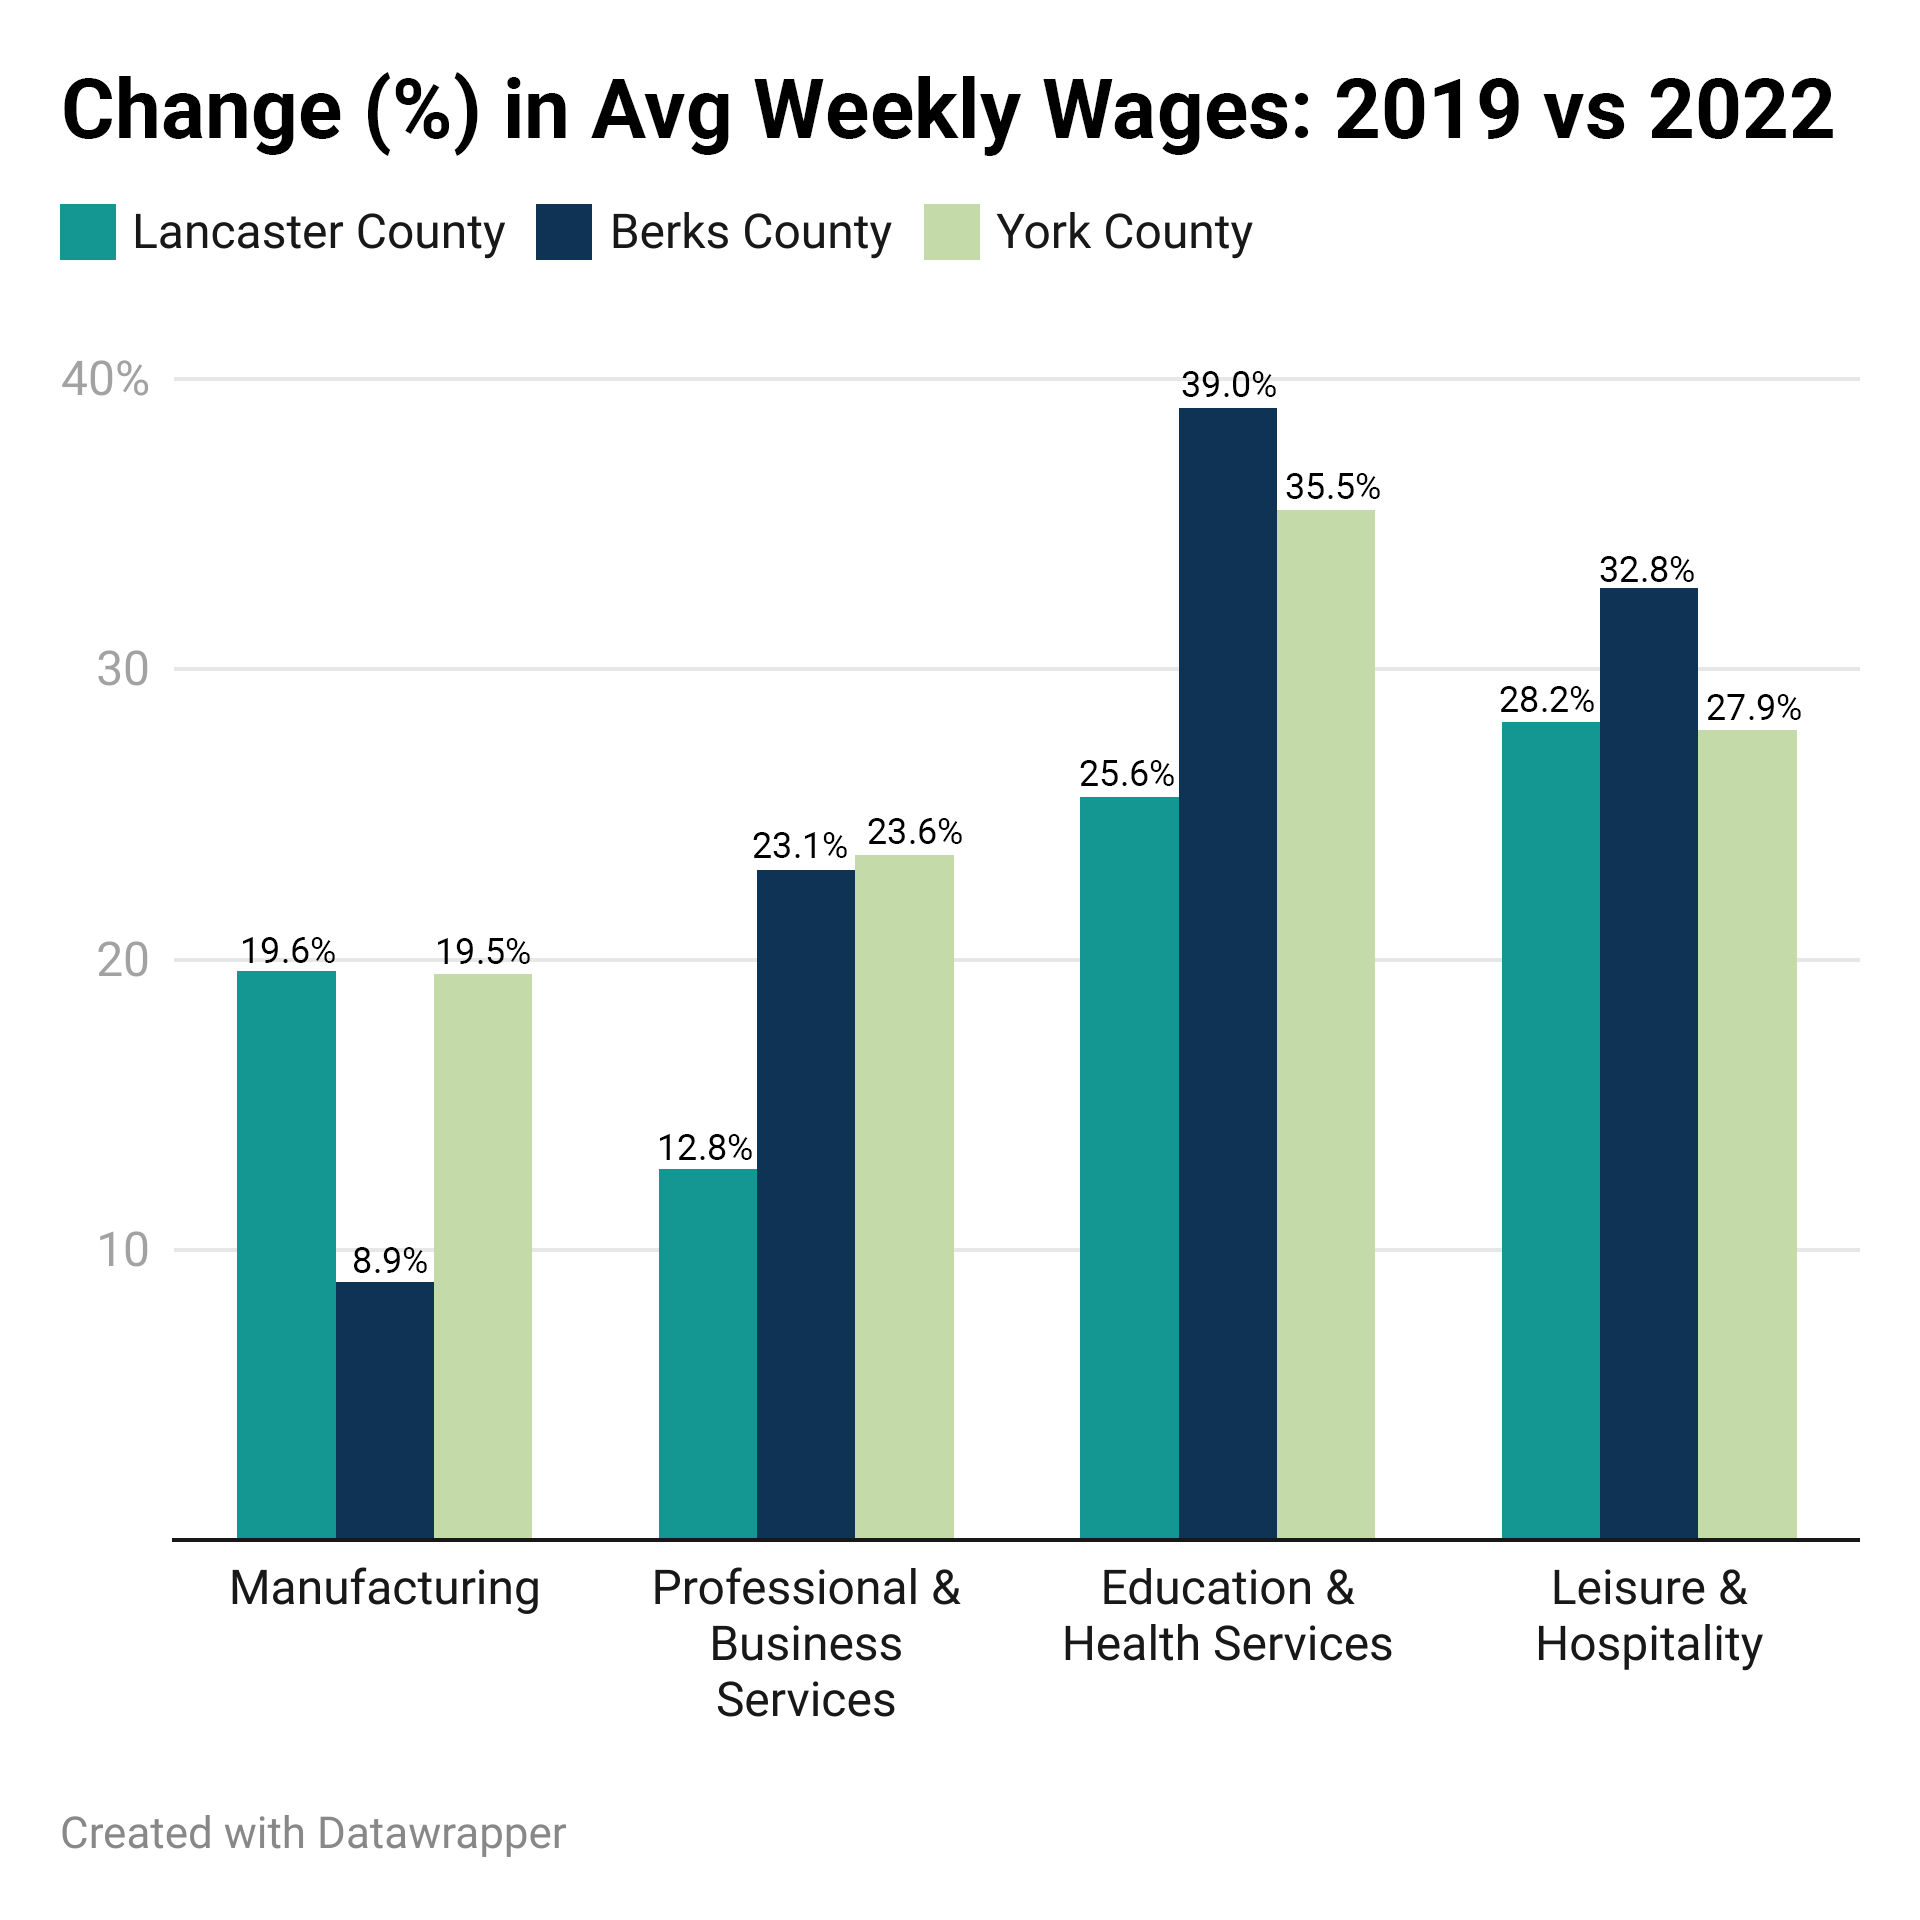 Change (%) in Avg Weekly Wages: 2019 vs 2022
Lancaster County Berks County York County
40%
30
20
10
19.6%
8.9%
19.5%
12.8%
23.1%
23.6%
25.6%
39.0%
35.5%
28.2%
32.8%
27.9%
Manufacturing
Professional &
Business
Services
Education &
Health Services
Leisure &
Hospitality
Created with Datawrapper